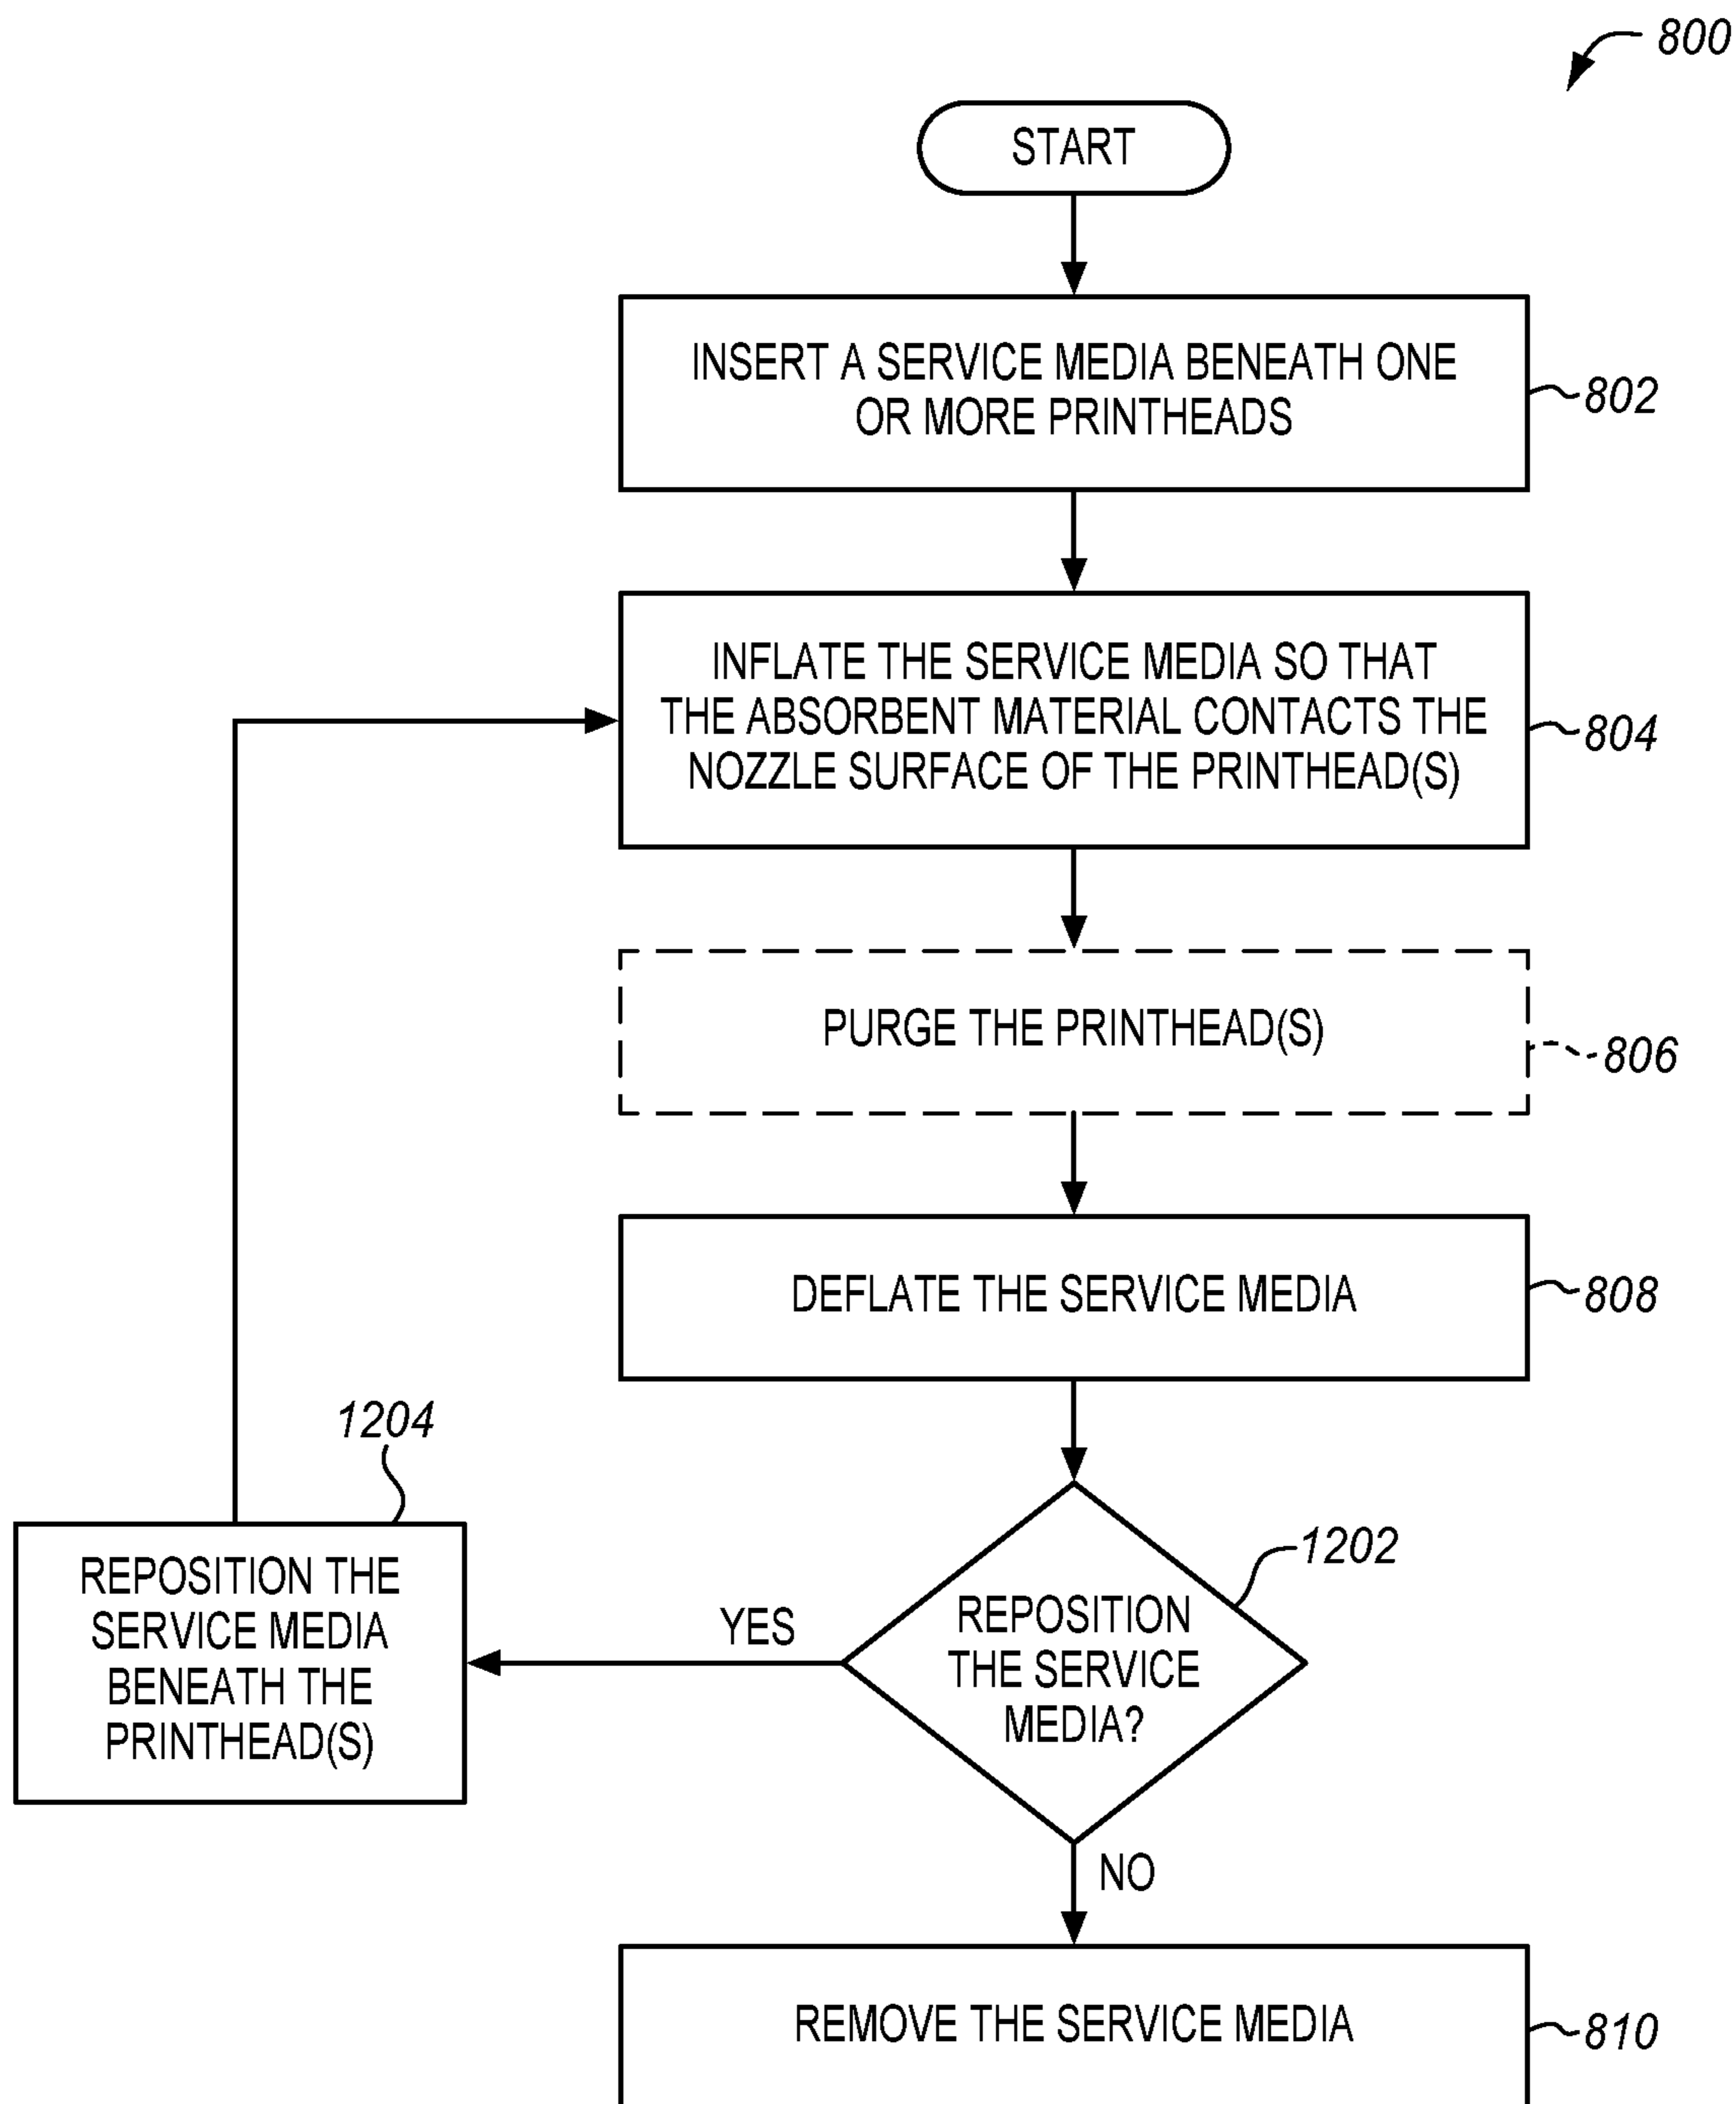 800
START
INSERT A SERVICE MEDIA BENEATH ONE
OR MORE PRINTHEADS
802
INFLATE THE SERVICE MEDIA SO THAT
THE ABSORBENT MATERIAL CONTACTS THE
NOZZLE SURFACE OF THE PRINTHEAD(S)
804
PURGE THE PRINTHEAD(S)
806
DEFLATE THE SERVICE MEDIA
808
1202
REPOSITION
THE SERVICE
MEDIA?
YES
1204
REPOSITION THE
SERVICE MEDIA
BENEATH THE
PRINTHEAD(S)
NO
REMOVE THE SERVICE MEDIA
810